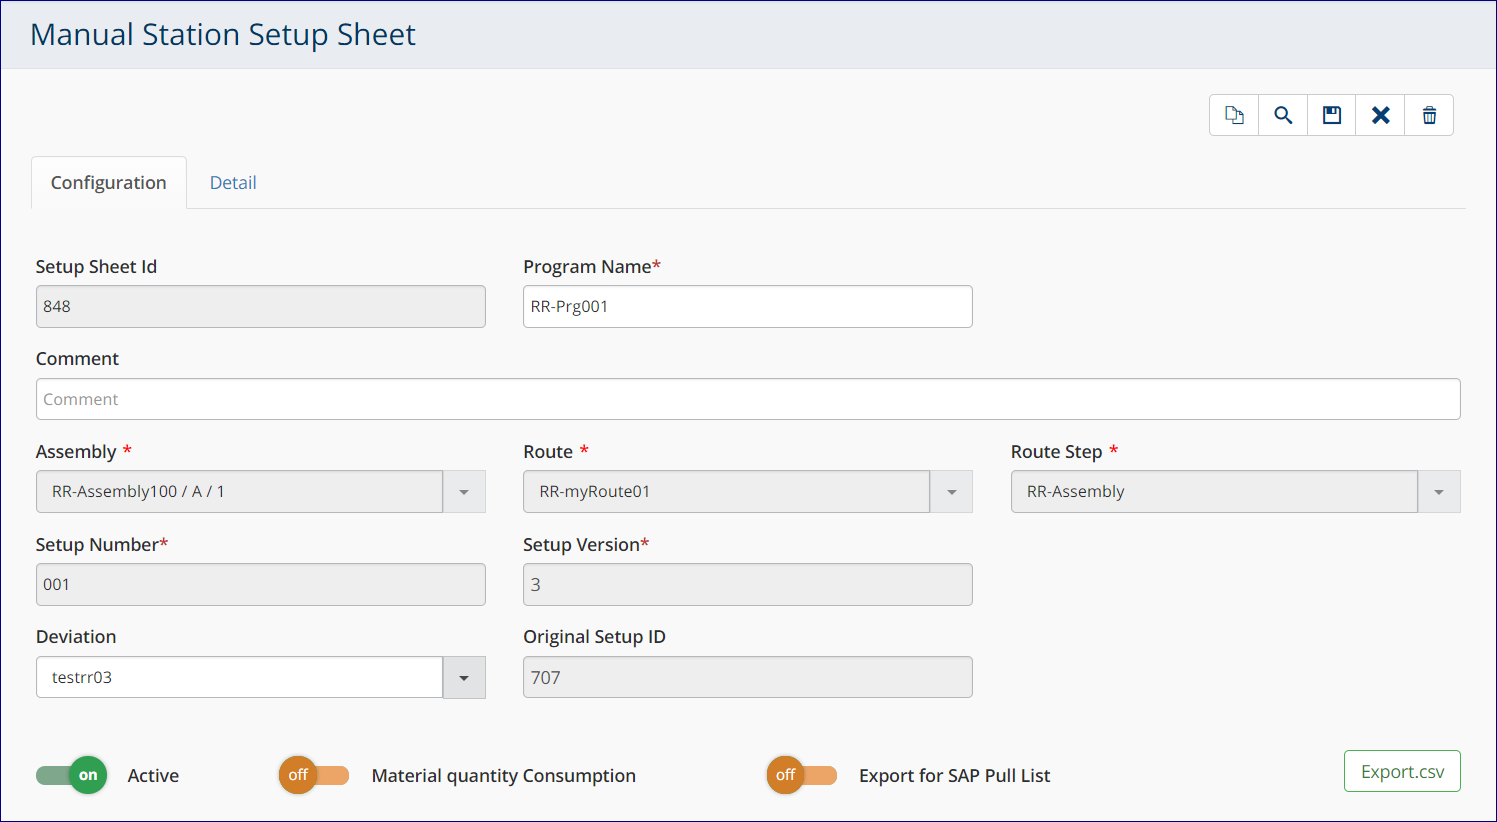 Manual Station Setup Sheet
Configuration Detail
Setup Sheet Id Program Name*
848 RR-Prg001
Comment
Comment
Assembly * Route * Route Step *
RR-Assembly100 / A / 1 RR-myRoute01 RR-Assembly
Setup Number* Setup Version*
001 3
Deviation Original Setup ID
testrr03 707
on Active off Material quantity Consumption off Export for SAP Pull List Export.csv